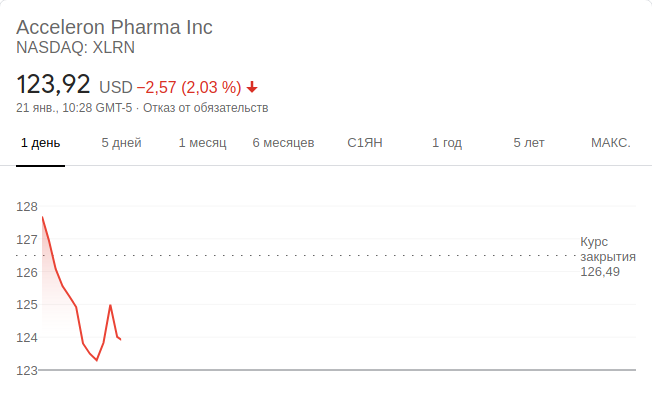 Acceleron Pharma Inc
NASDAQ: XLRN
123,92 USD −2,57 (2,03 %)
21 янв., 10:28 GMT-5 · Отказ от обязательств
1 день 5 дней 1 месяц 6 месяцев С1ЯН 1 год 5 лет МАКС.
128
127
Курс
закрытия
126,49
126
125
124
123